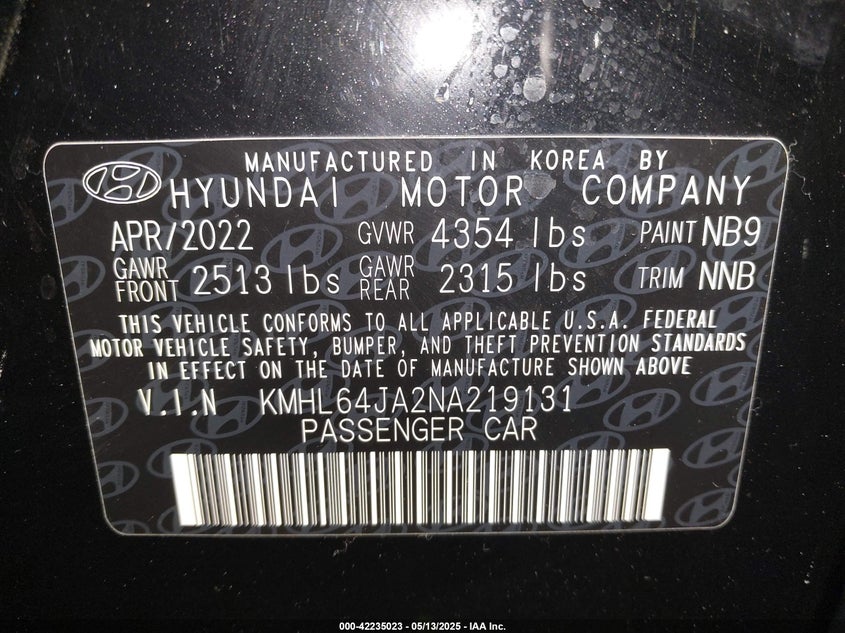 MANUFACTURED IN KOREA BY
HYUNDAI MOTOR COMPANY
APR/2022 GVWR 4354 lbs PAINT NB9
GAWR FRONT 2513 lbs GAWR REAR 2315 lbs TRIM NNB
THIS VEHICLE CONFORMS TO ALL APPLICABLE U.S.A. FEDERAL
MOTOR VEHICLE SAFETY, BUMPER, AND THEFT PREVENTION STANDARDS
IN EFFECT ON THE DATE OF MANUFACTURE SHOWN ABOVE
V.I.N KMHL64JA2NA219131
PASSENGER CAR
000-42235023 — 05/13/2025 — IAA Inc.